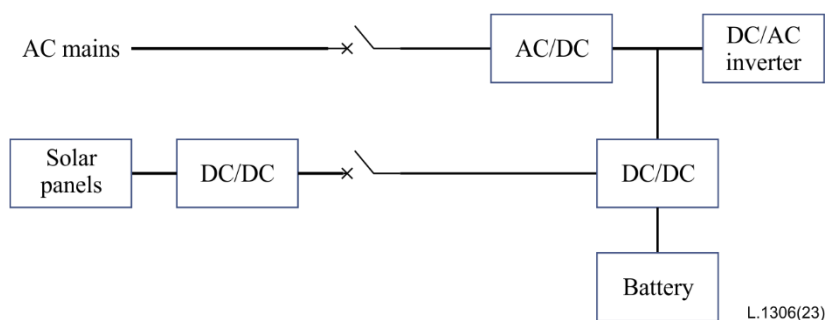 AC mains
AC/DC
DC/AC
inverter
Solar
panels
DC/DC
DC/DC
Battery
L.1306(23)